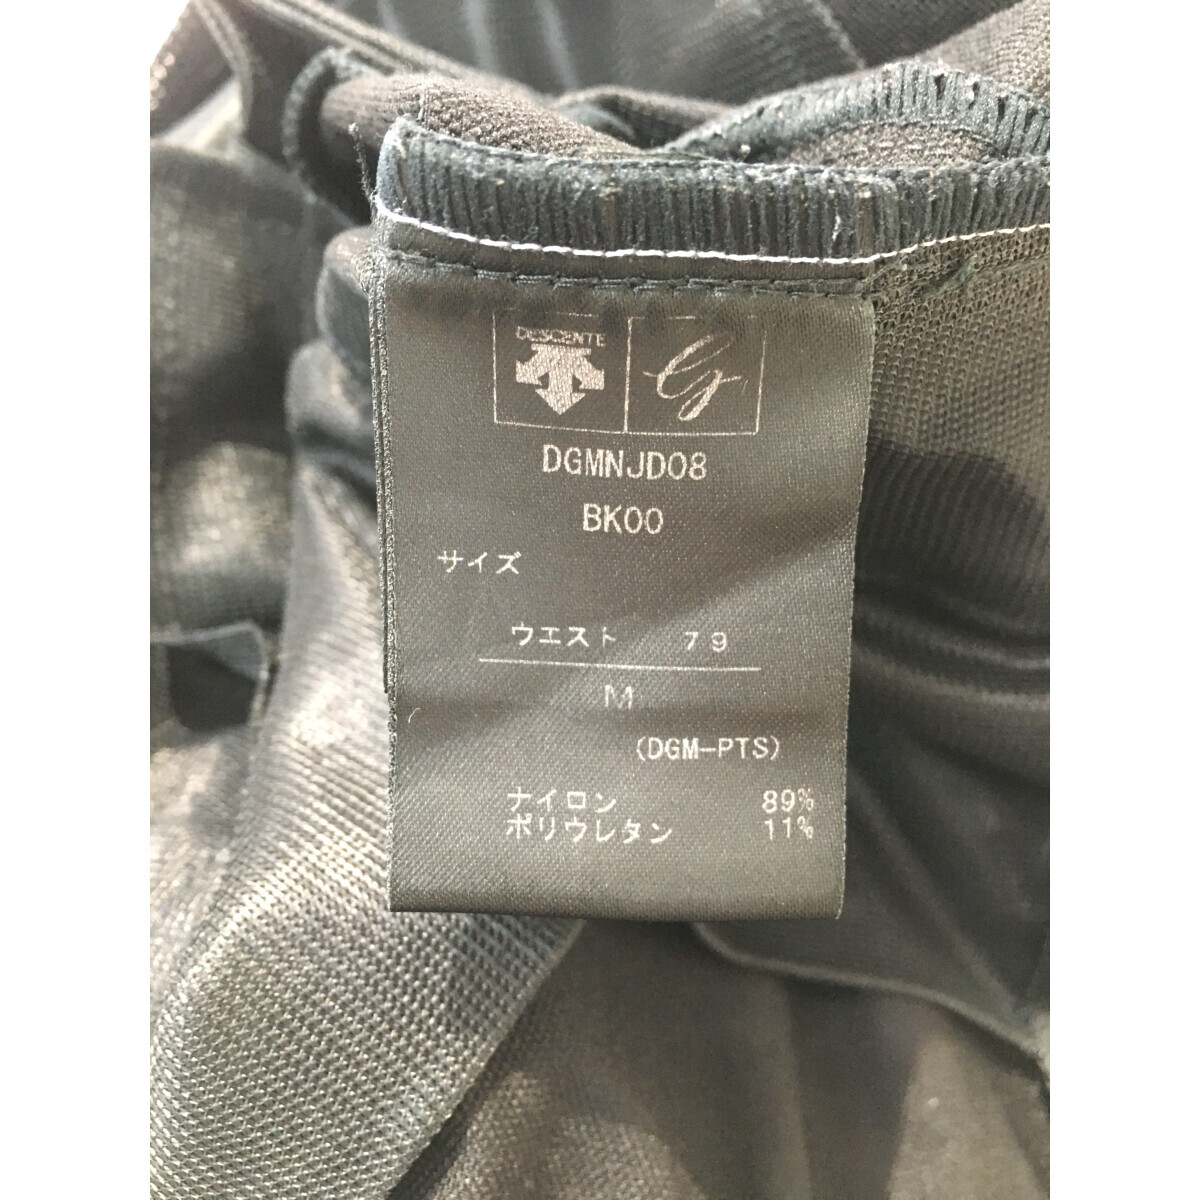 DESCENTE
DGMNJD08
BK00
サイズ
ウエスト 79
M
(DGM-PTS)
ナイロン 89%
ポリウレタン 11%